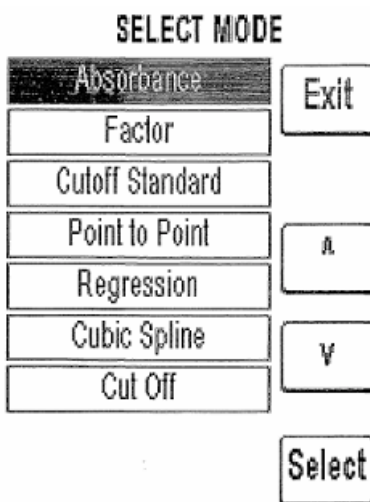 SELECT MODE
Absorbance
Exit
Factor
Cutoff Standard
Point to Point
Regression
Cubic Spline
Cut Off
Select